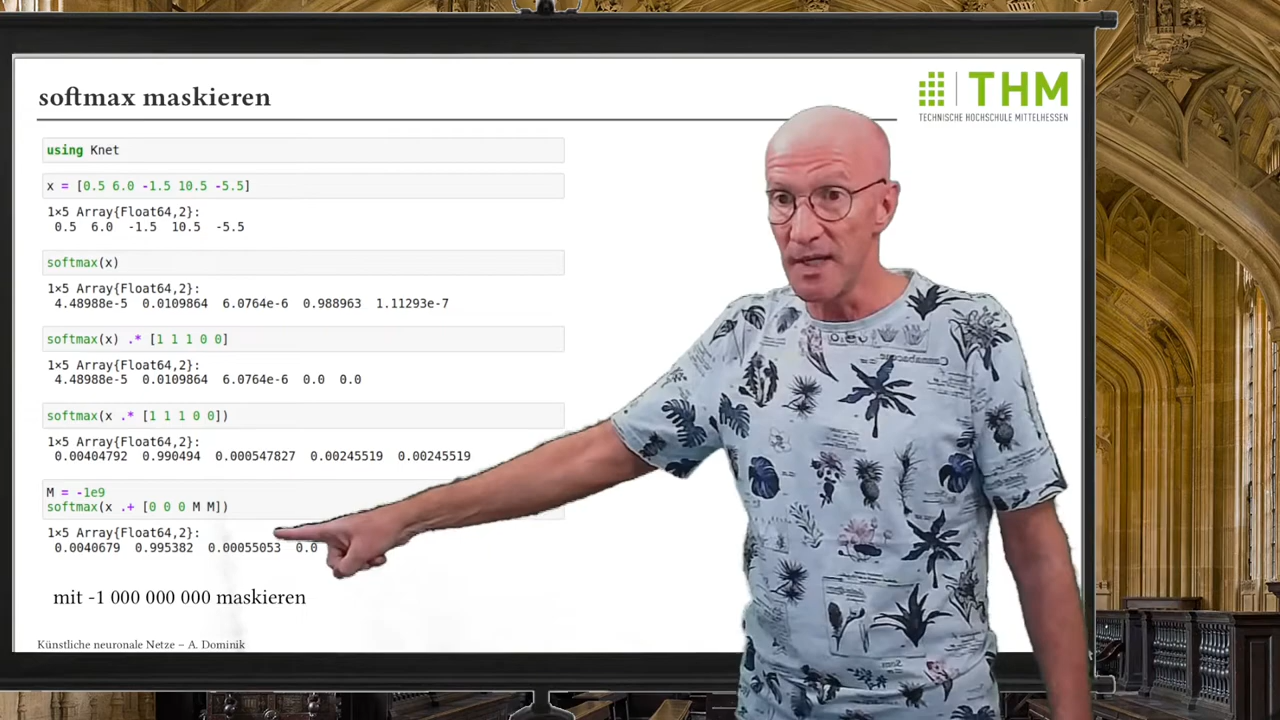 softmax maskieren
THM
TECHNISCHE HOCHSCHULE MITTELHESSEN
using Knet
x = [0.5 6.0 -1.5 10.5 -5.5]
1×5 Array{Float64,2}:
0.5 6.0 -1.5 10.5 -5.5
softmax(x)
1×5 Array{Float64,2}:
4.48988e-5 0.0109864 6.0764e-6 0.988963 1.11293e-7
softmax(x) .* [1 1 1 0 0]
1×5 Array{Float64,2}:
4.48988e-5 0.0109864 6.0764e-6 0.0 0.0
softmax(x .* [1 1 1 0 0])
1×5 Array{Float64,2}:
0.00404792 0.990494 0.000547827 0.00245519 0.00245519
M = -1e9
softmax(x .+ [0 0 0 M M])
1×5 Array{Float64,2}:
0.0040679 0.995382 0.00055053 0.0
mit -1 000 000 000 maskieren
Künstliche neuronale Netze – A. Dominik